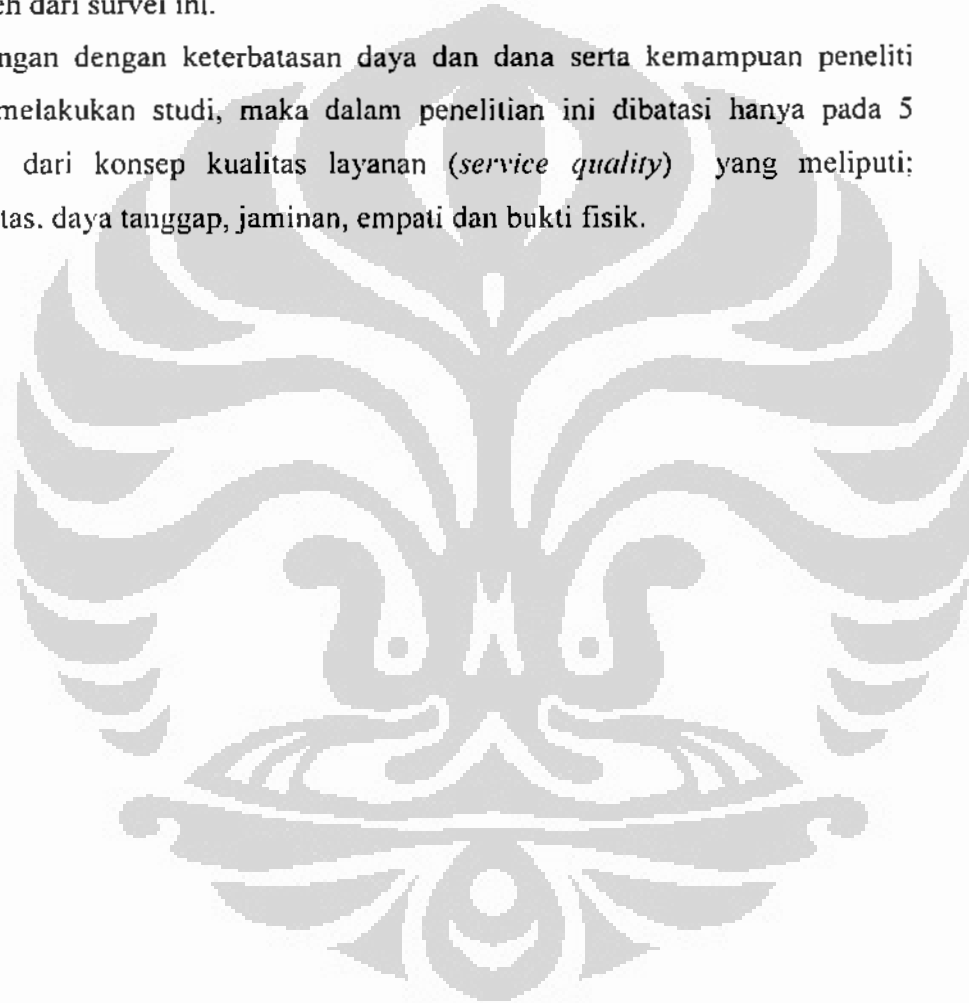 en dari survei ini.
ngan dengan keterbatasan daya dan dana serta kemampuan peneliti
melakukan studi, maka dalam penelitian ini dibatasi hanya pada 5
dari konsep kualitas layanan (service quality) yang meliputi;
tas. daya tanggap, jaminan, empati dan bukti fisik.